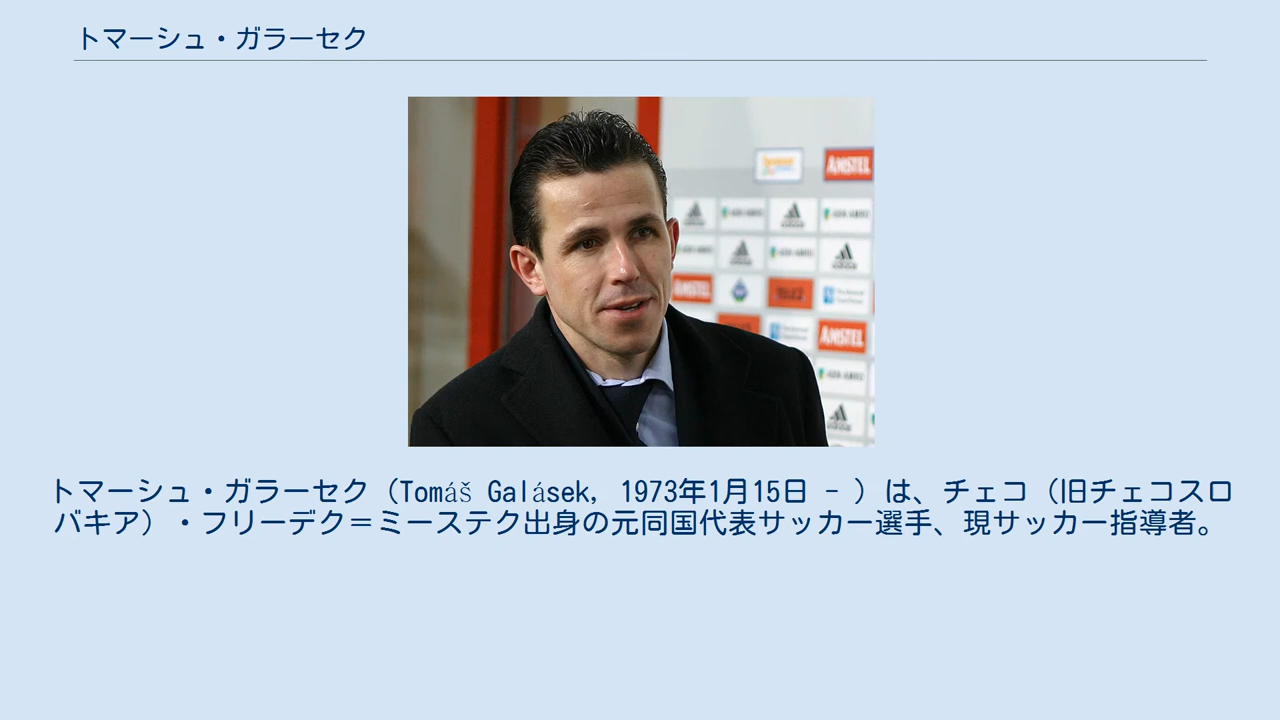 トマーシュ・ガラーセク
AMSTEL
AMSTEL
AMSTEL
トマーシュ・ガラーセク（Tomáš Galásek, 1973年1月15日 - ）は、チェコ（旧チェコスロ
バキア）・フリーデク＝ミーステク出身の元同国代表サッカー選手、現サッカー指導者。